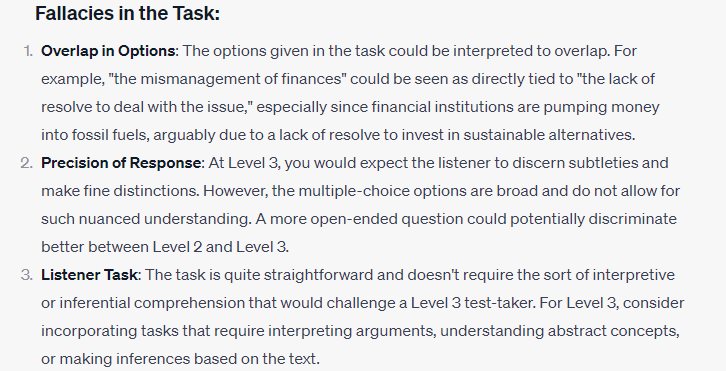 Fallacies in the Task:
1. Overlap in Options: The options given in the task could be interpreted to overlap. For
example, "the mismanagement of finances" could be seen as directly tied to "the lack of
resolve to deal with the issue," especially since financial institutions are pumping money
into fossil fuels, arguably due to a lack of resolve to invest in sustainable alternatives.
2. Precision of Response: At Level 3, you would expect the listener to discern subtleties and
make fine distinctions. However, the multiple-choice options are broad and do not allow for
such nuanced understanding. A more open-ended question could potentially discriminate
better between Level 2 and Level 3.
3. Listener Task: The task is quite straightforward and doesn't require the sort of interpretive
or inferential comprehension that would challenge a Level 3 test-taker. For Level 3, consider
incorporating tasks that require interpreting arguments, understanding abstract concepts,
or making inferences based on the text.